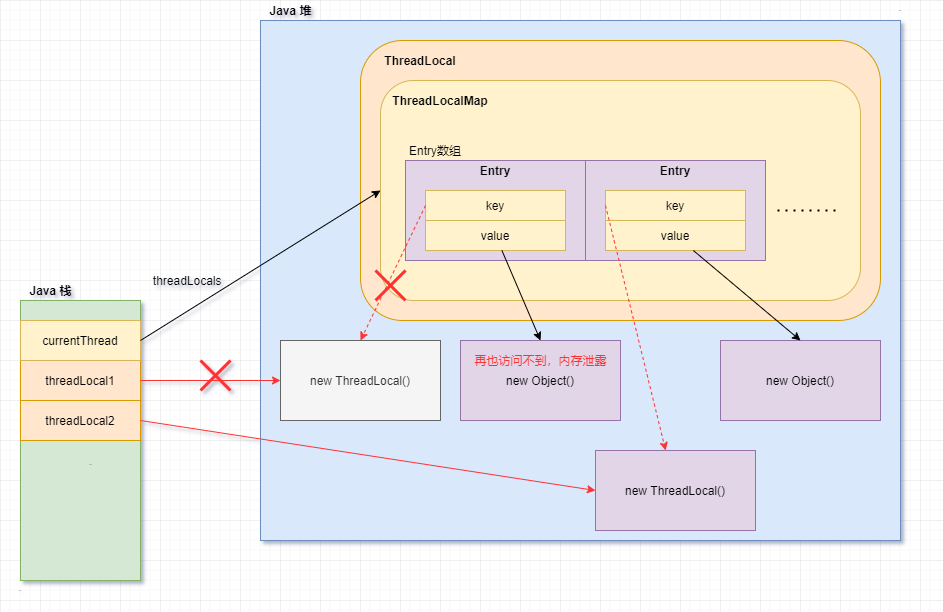 Java 堆
ThreadLocal
ThreadLocalMap
Entry数组
Entry
Entry
key
key
value
value
........
threadLocals
Java 栈
currentThread
threadLocal1
threadLocal2
new ThreadLocal()
再也访问不到，内存泄露
new Object()
new Object()
new ThreadLocal()